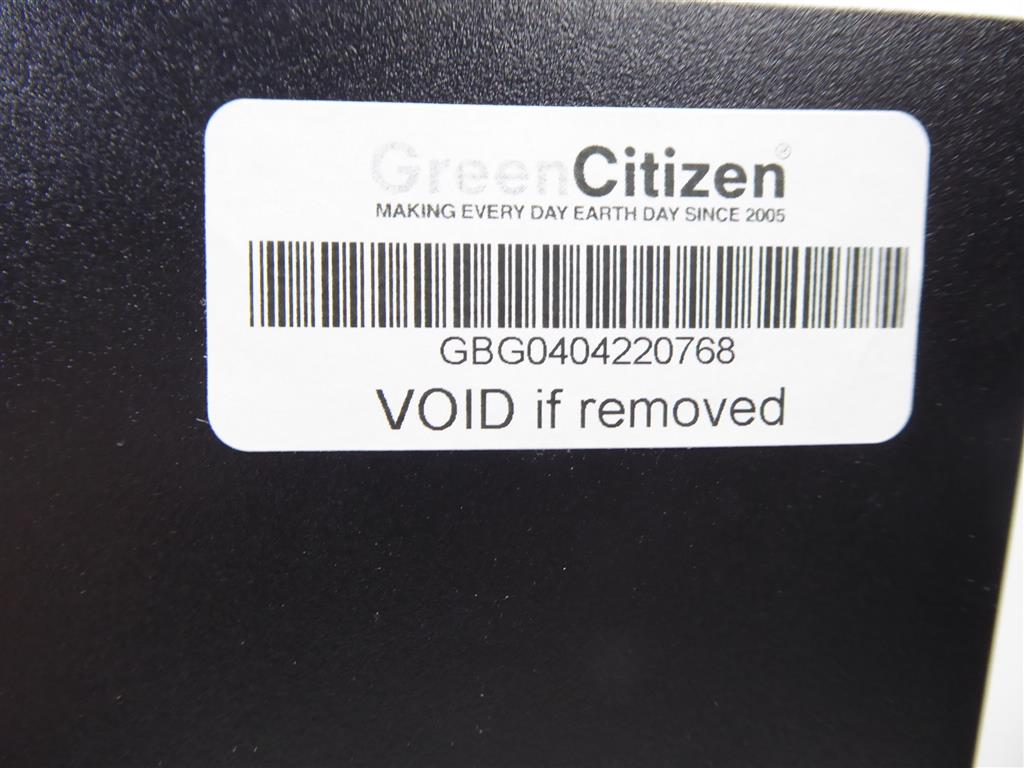 GreenCitizen
MAKING EVERY DAY EARTH DAY SINCE 2005
GBG0404220768
VOID if removed